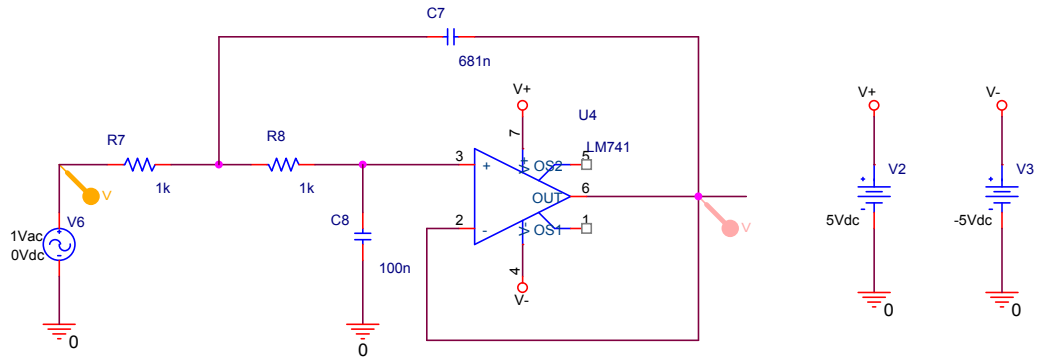 C7
681n
V+
7
U4
LM741
R7
1k
R8
1k
3
+
V+
OS2
5
OUT
6
2
-
V-
OS1
1
4
V-
V
V6
1Vac
0Vdc
+
-
0
C8
100n
0
V
V+
+
-
V2
5Vdc
0
V-
+
-
V3
-5Vdc
0